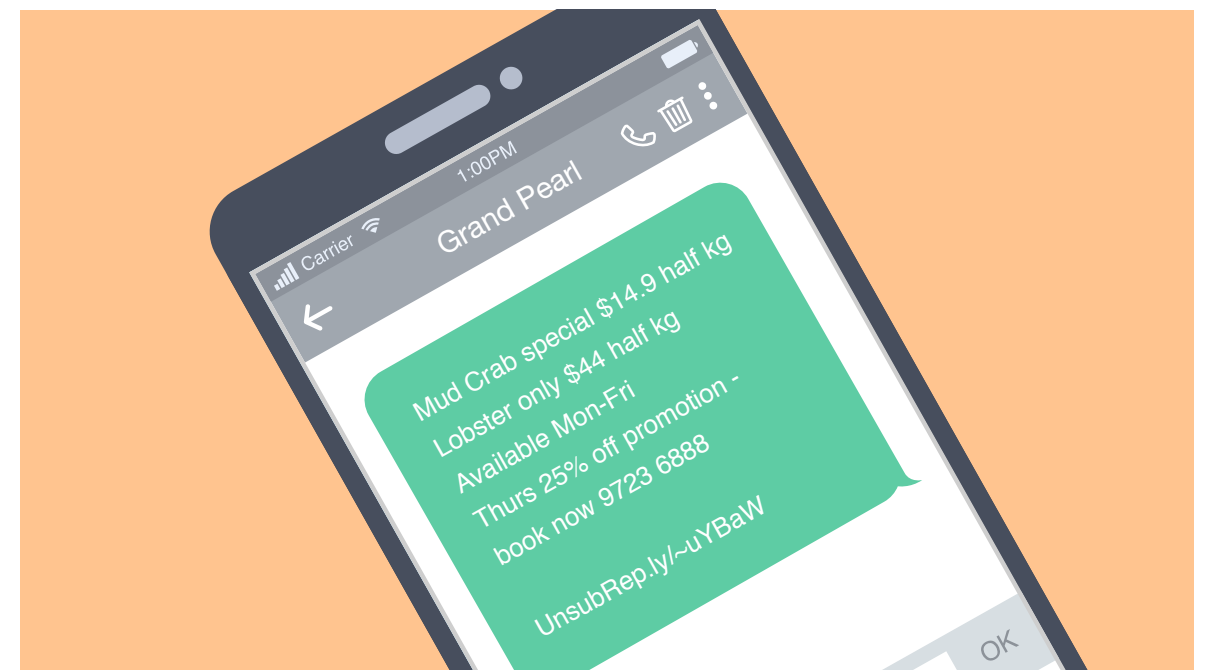 Carrier
1:00PM
Grand Pearl
Mud Crab special $14.9 half kg
Lobster only $44 half kg
Available Mon-Fri
Thurs 25% off promotion -
book now 9723 6888
UnsubRep.ly/~uYBaW
OK